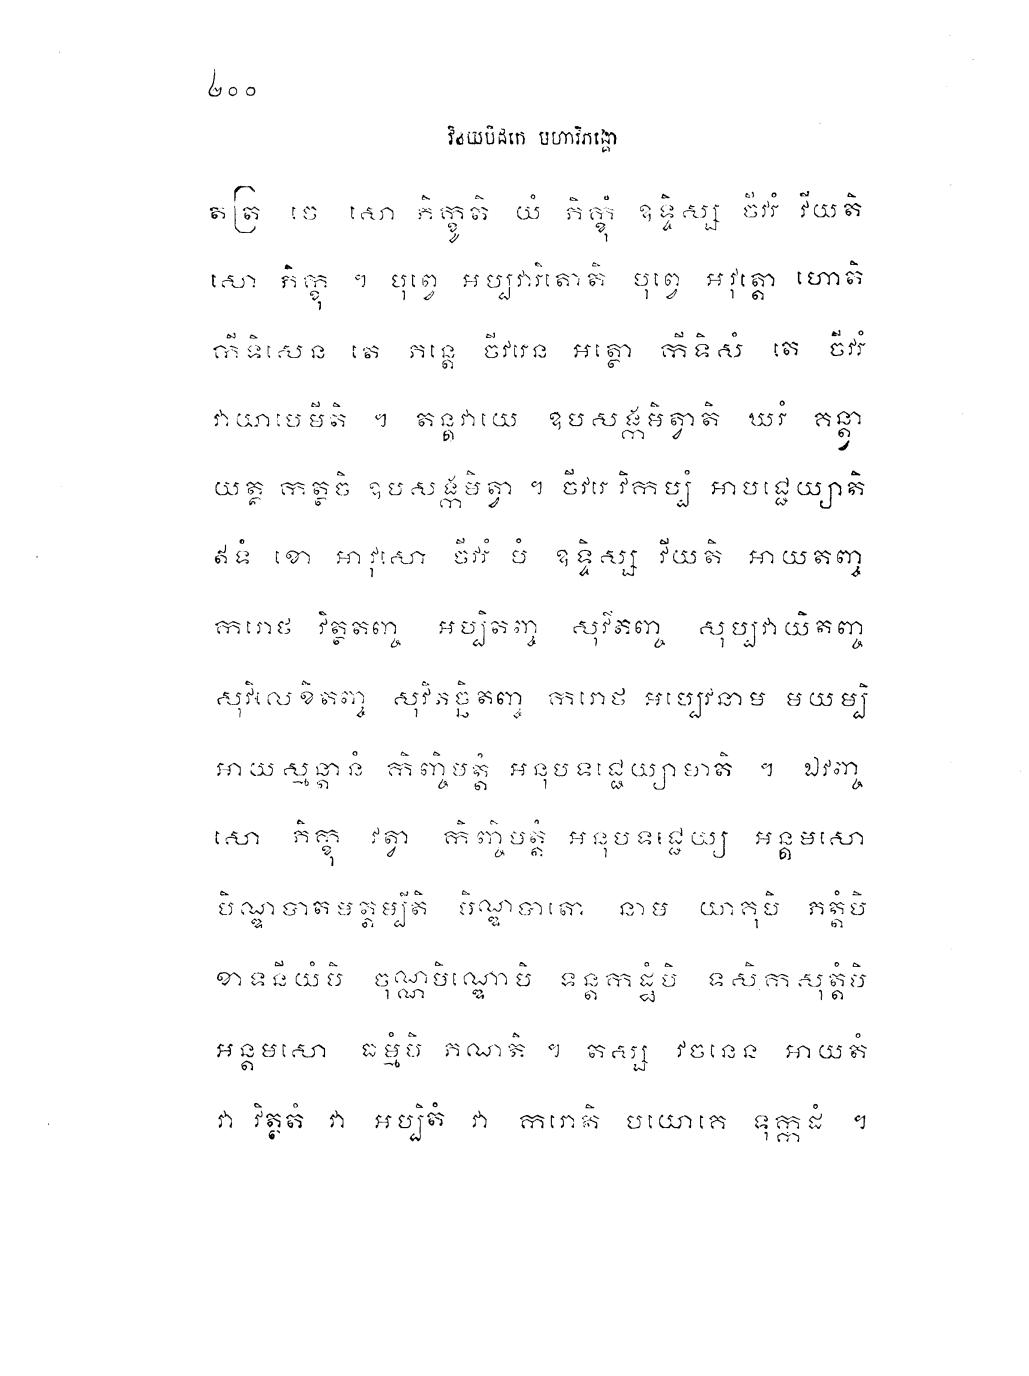 ៤០០
វិនយបិដកេ មហាវិភង្គោ
តត្រ ចេ សោ ភិក្ខូតិ យំ ភិក្ខុំ ឧទ្ទិស្ស ចីវរំ វីយតិ
សោ ភិក្ខុ ។ បុព្វេ អប្បវារិតោតិ បុព្វេ អវុត្តោ ហោតិ
កីទិសេន តេ ភន្តេ ចីវរេន អត្ថោ កីទិសំ តេ ចីវរំ
វាយាបេមីតិ ។ តន្តវាយេ ឧបសង្កមិត្វាតិ ឃរំ គន្ត្វា
យត្ថ កត្ថចិ ឧបសង្កមិត្វា ។ ចីវរេ វិកប្បំ អាបជ្ជេយ្យាតិ
ឥទំ ខោ អាវុសោ ចីវរំ មំ ឧទ្ទិស្ស វីយតិ អាយតញ្ច
ករោថ វិត្ថតញ្ច អប្បិតញ្ច សុវីតញ្ច សុប្បវាយិតញ្ច
សុវិលេខិតញ្ច សុវិតច្ឆិតញ្ច ករោថ អប្បេវនាម មយម្បិ
អាយស្មន្តានំ កិញ្ចិមត្តំ អនុបទជ្ជេយ្យាមាតិ ។ ឯវញ្ច
សោ ភិក្ខុ វត្វា កិញ្ចិមត្តំ អនុបទជ្ជេយ្យ អន្តមសោ
បិណ្ឌបាតមត្តម្បីតិ បិណ្ឌបាតោ នាម យាគុបិ ភត្តំបិ
ខាទនីយំបិ ចុណ្ណបិណ្ឌោបិ ទន្តកដ្ឋំបិ ទសិកសុត្តំបិ
អន្តមសោ ធម្មំបិ ភណតិ ។ តស្ស វចនេន អាយតំ
វា វិត្ថតំ វា អប្បិតំ វា ករោតិ បយោគេ ទុក្កដំ ។